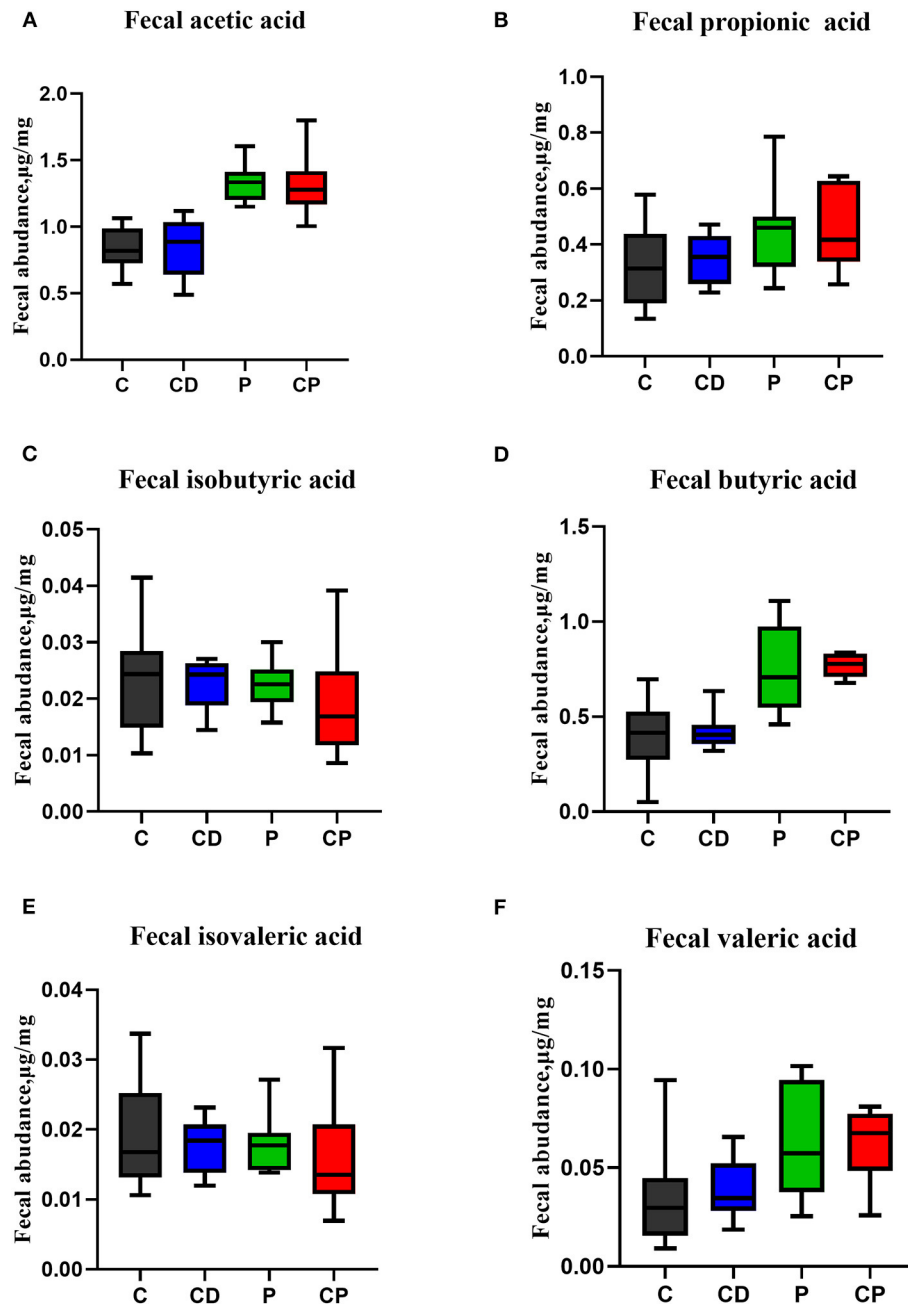 A
Fecal acetic acid
Fecal abudance,μg/mg
2.0
1.5
1.0
0.5
0.0
C CD P CP
B
Fecal propionic acid
Fecal abudance,μg/mg
1.0
0.8
0.6
0.4
0.2
0.0
C CD P CP
C
Fecal isobutyric acid
Fecal abudance,μg/mg
0.05
0.04
0.03
0.02
0.01
0.00
C CD P CP
D
Fecal butyric acid
Fecal abudance,μg/mg
1.5
1.0
0.5
0.0
C CD P CP
E
Fecal isovaleric acid
Fecal abudance,μg/mg
0.04
0.03
0.02
0.01
0.00
C CD P CP
F
Fecal valeric acid
Fecal abudance,μg/mg
0.15
0.10
0.05
0.00
C CD P CP